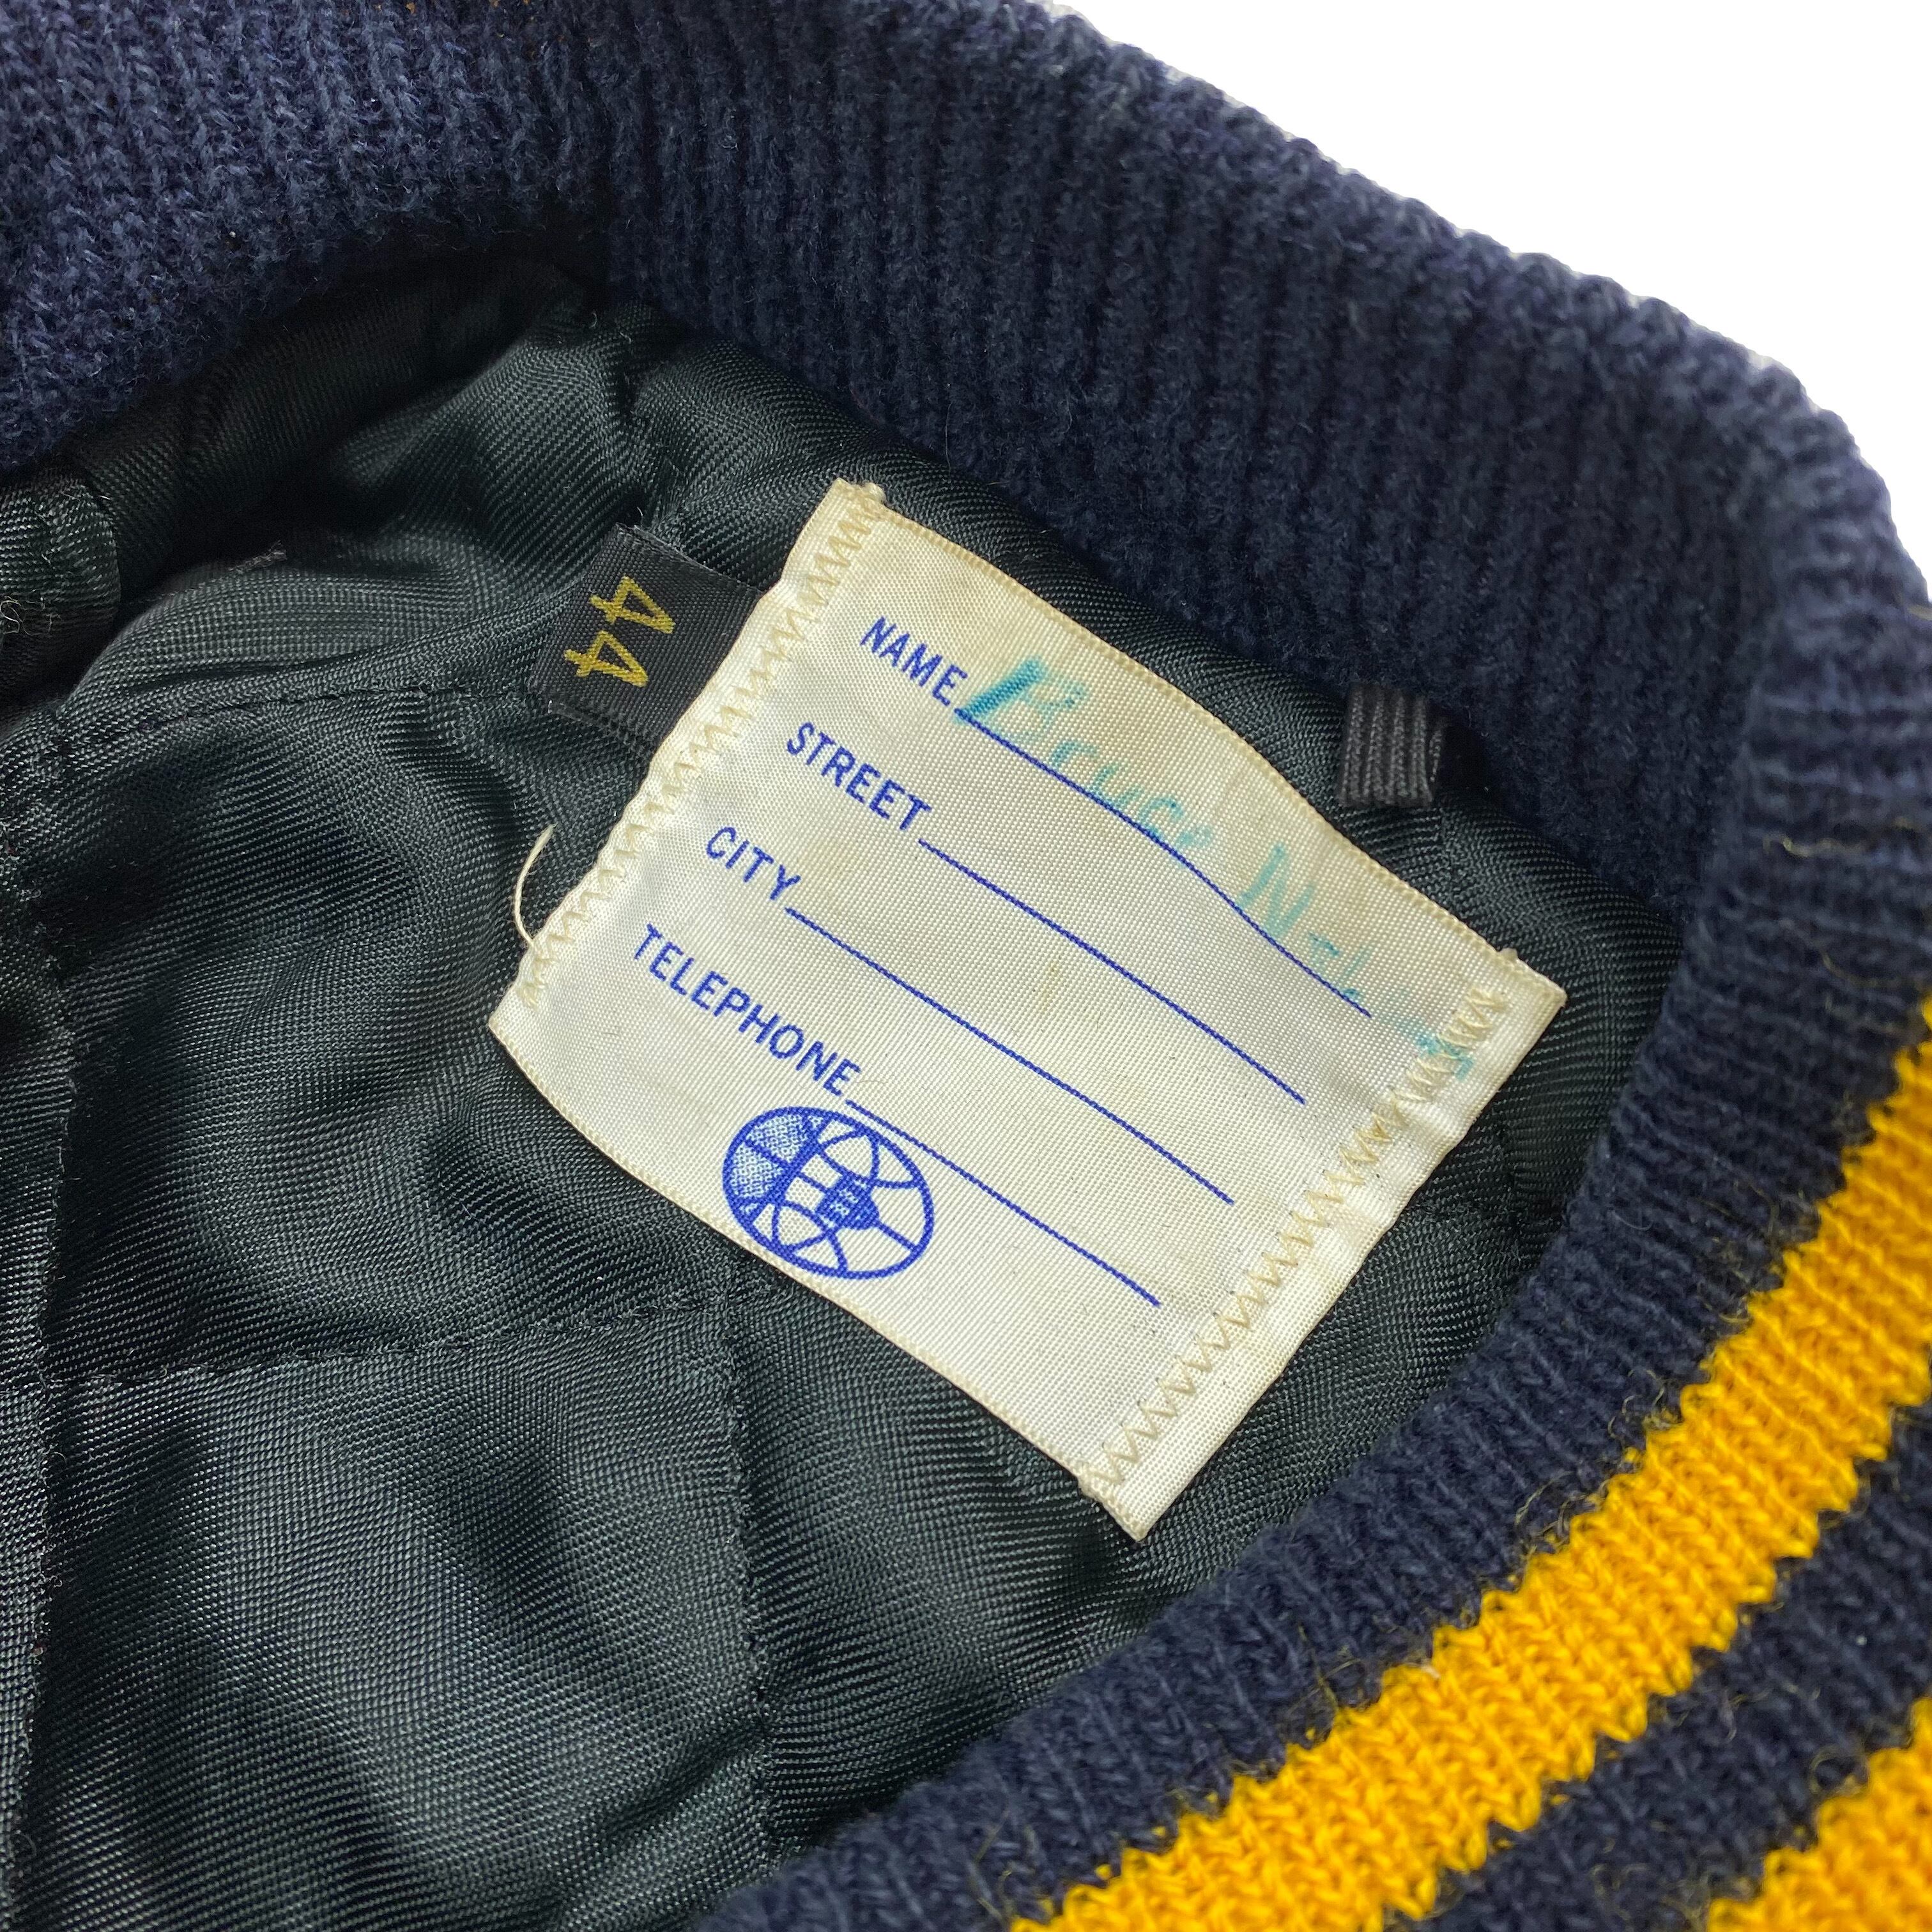 44
NAME Bruce
STREET
CITY
TELEPHONE